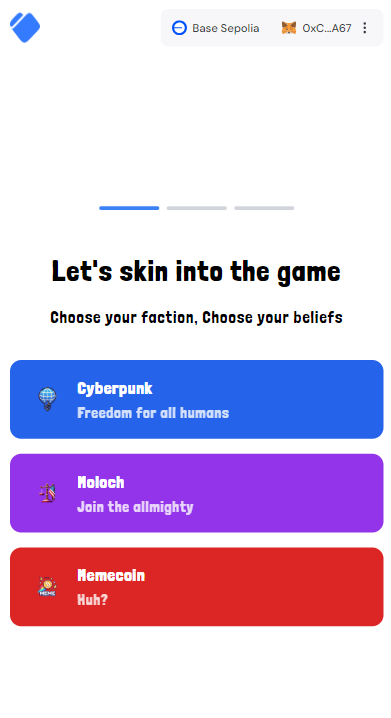 Base Sepolia
0xC...A67
Let's skin into the game
Choose your faction, Choose your beliefs
Cyberpunk
Freedom for all humans
Moloch
Join the allmighty
MEME
Memecoin
Huh?